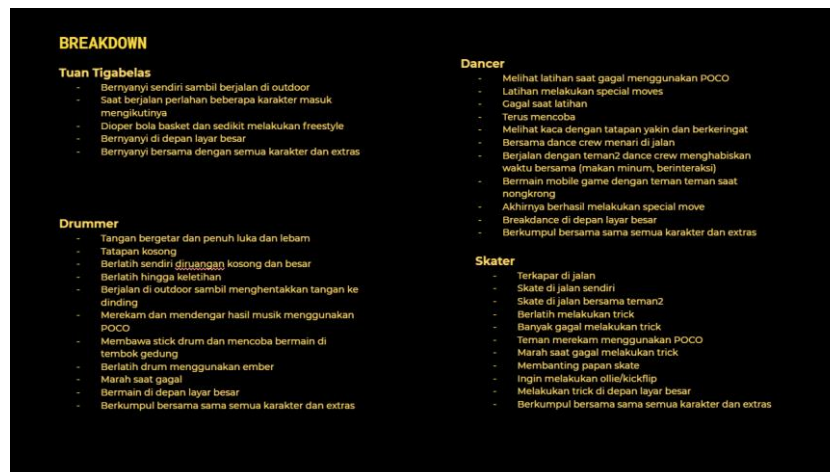 BREAKDOWN
Tuan Tigabelas
- Bernyanyi sendiri sambil berjalan di outdoor
- Saat berjalan perlahan beberapa karakter masuk
mengikutinya
- Dioper bola basket dan sedikit melakukan freestyle
- Bernyanyi di depan layar besar
- Bernyanyi bersama dengan semua karakter dan extras
Drummer
- Tangan bergetar dan penuh luka dan lebam
- Tatapan kosong
- Berlatih sendiri diruangan kosong dan besar
- Berlatih hingga keletihan
- Berjalan di outdoor sambil menghentakkan tangan ke
dinding
- Merekam dan mendengar hasil musik menggunakan
POCO
- Membawa stick drum dan mencoba bermain di
tembok gedung
- Berlatih drum menggunakan ember
- Marah saat gagal
- Bermain di depan layar besar
- Berkumpul bersama sama semua karakter dan extras
Dancer
- Melihat latihan saat gagal menggunakan POCO
- Latihan melakukan special moves
- Gagal saat latihan
- Terus mencoba
- Melihat kaca dengan tatapan yakin dan berkeringat
- Bersama dance crew menari di jalan
- Berjalan dengan teman2 dance crew menghabiskan
waktu bersama (makan minum, berinteraksi)
- Bermain mobile game dengan teman teman saat
nongkrong
- Akhirnya berhasil melakukan special move
- Breakdance di depan layar besar
- Berkumpul bersama sama semua karakter dan extras
Skater
- Terkapar di jalan
- Skate di jalan sendiri
- Skate di jalan bersama teman2
- Berlatih melakukan trick
- Banyak gagal melakukan trick
- Teman merekam menggunakan POCO
- Marah saat gagal melakukan trick
- Membanting papan skate
- Ingin melakukan ollie/kickflip
- Melakukan trick di depan layar besar
- Berkumpul bersama sama semua karakter dan extras